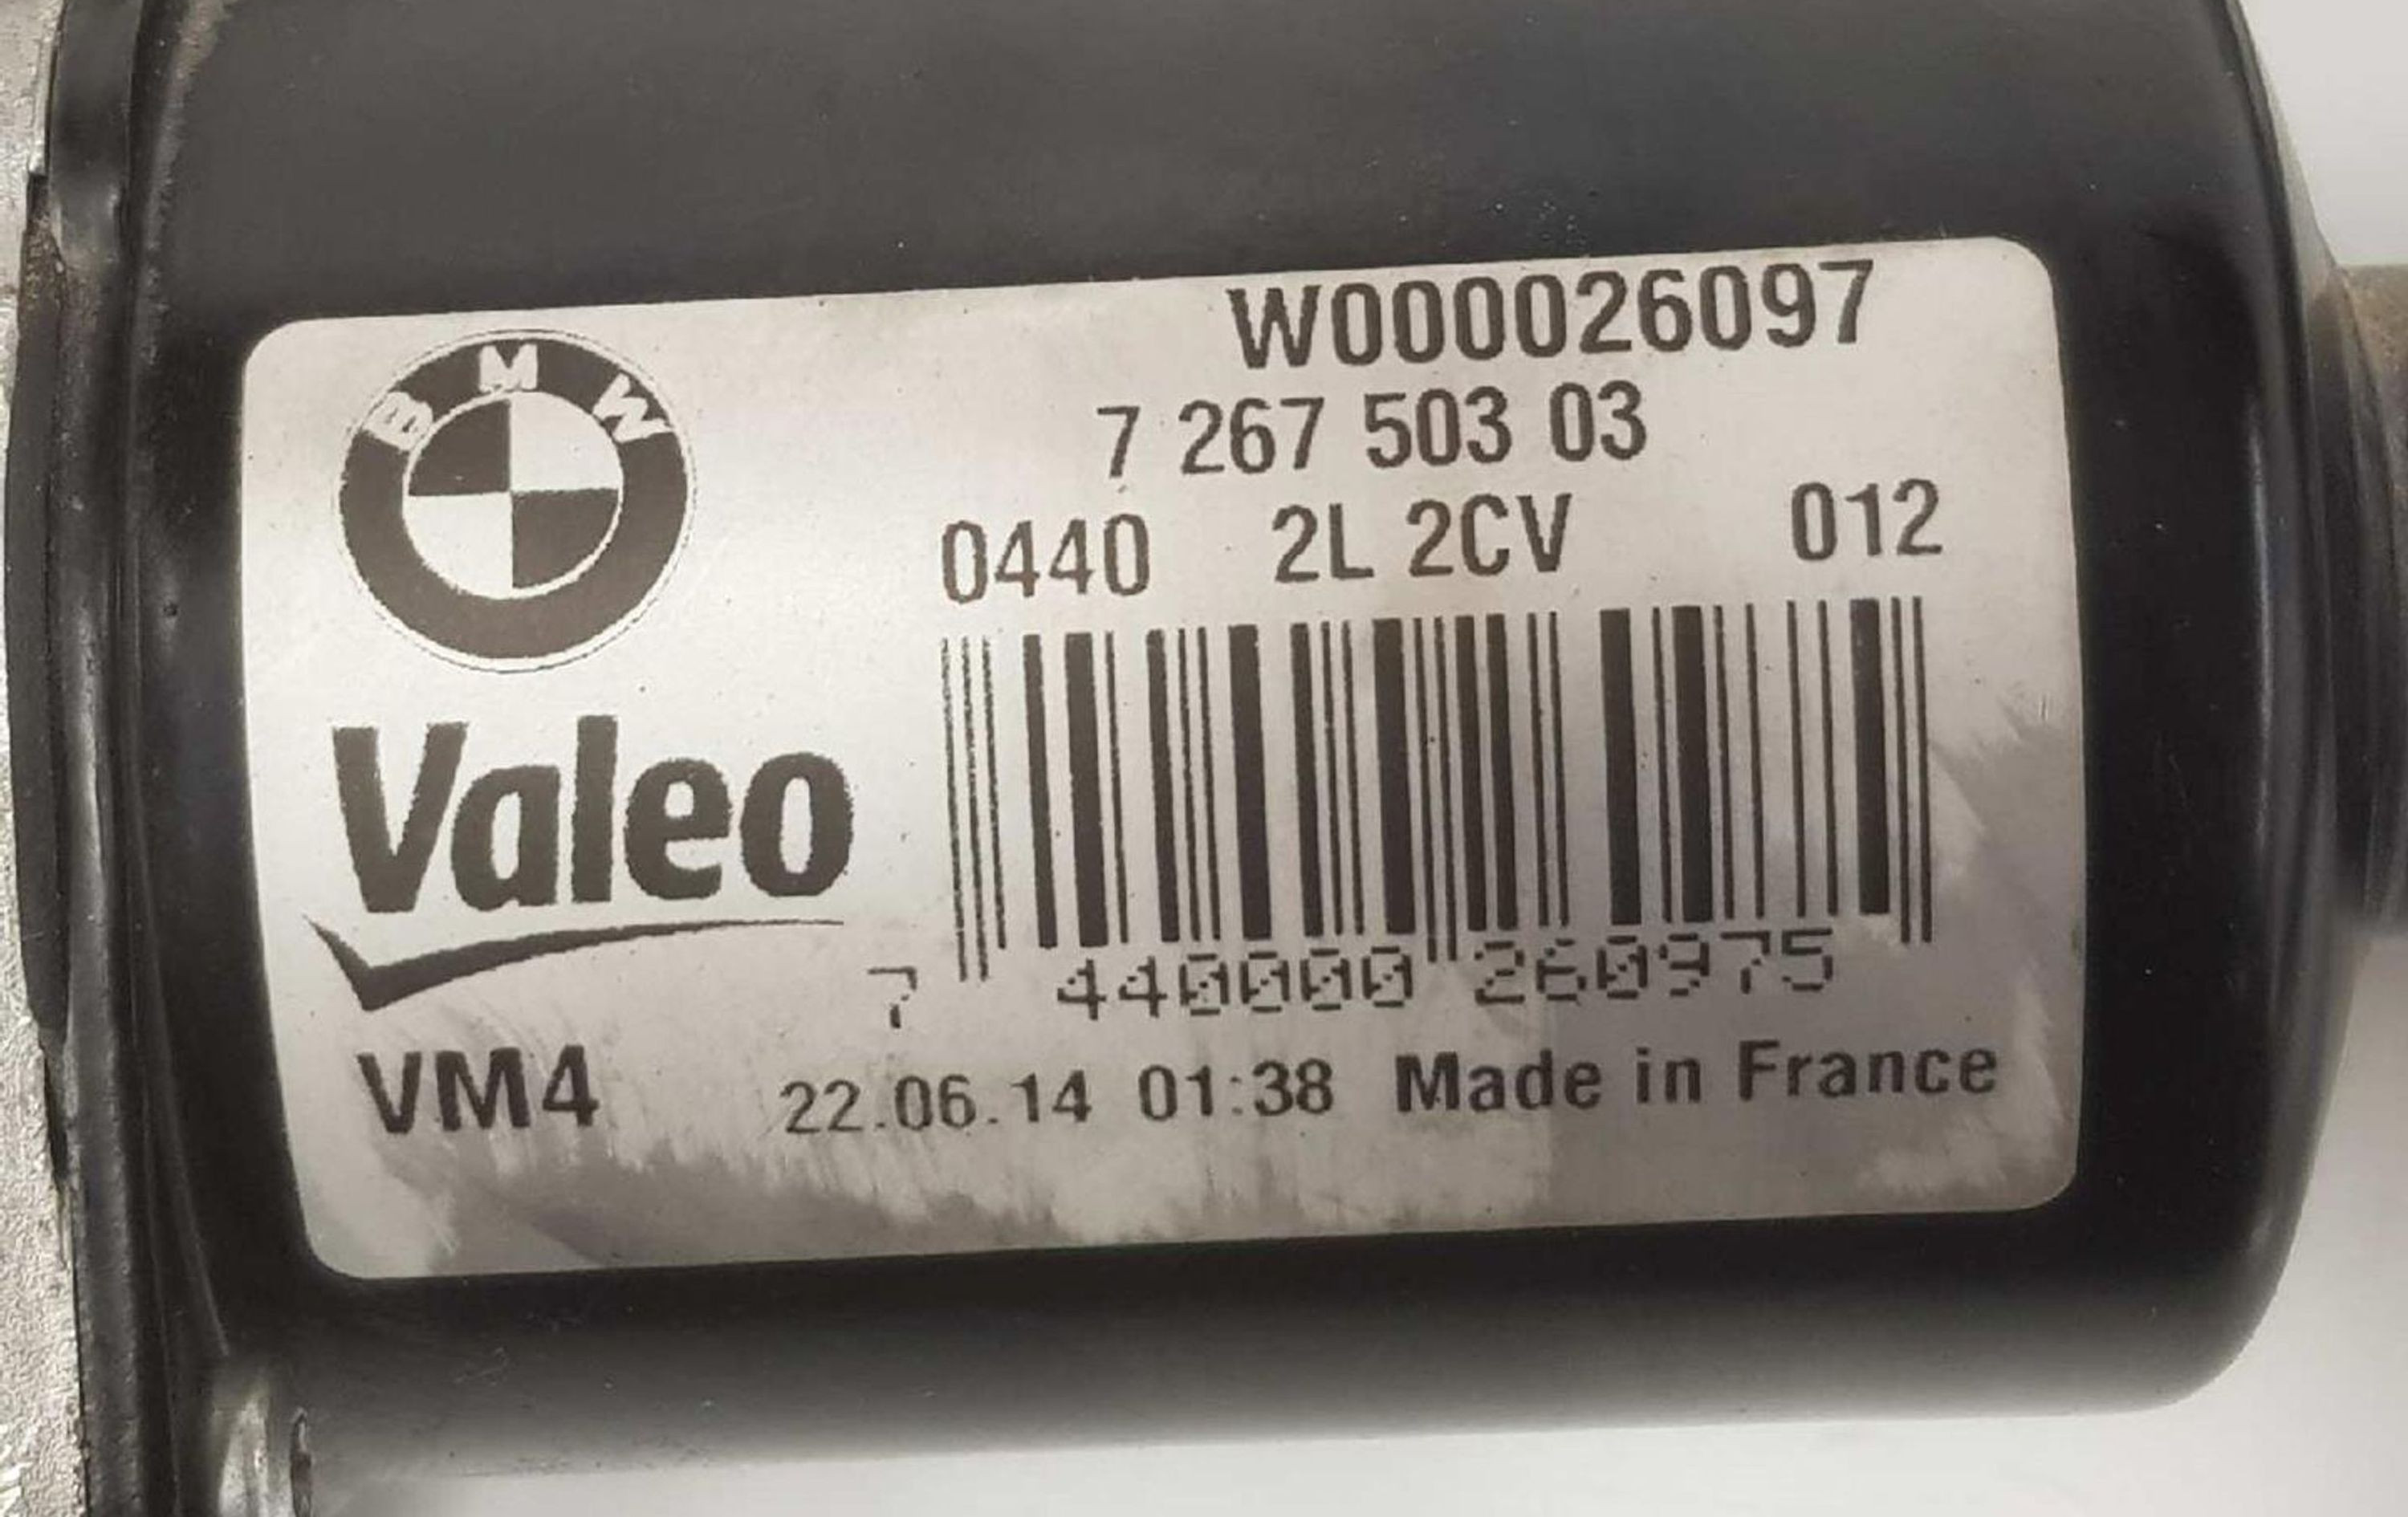 BMW
W000026097
7 267 503 03
0440 2L 2CV 012
Valeo
7 440000 260975
VM4 22.06.14 01:38 Made in France